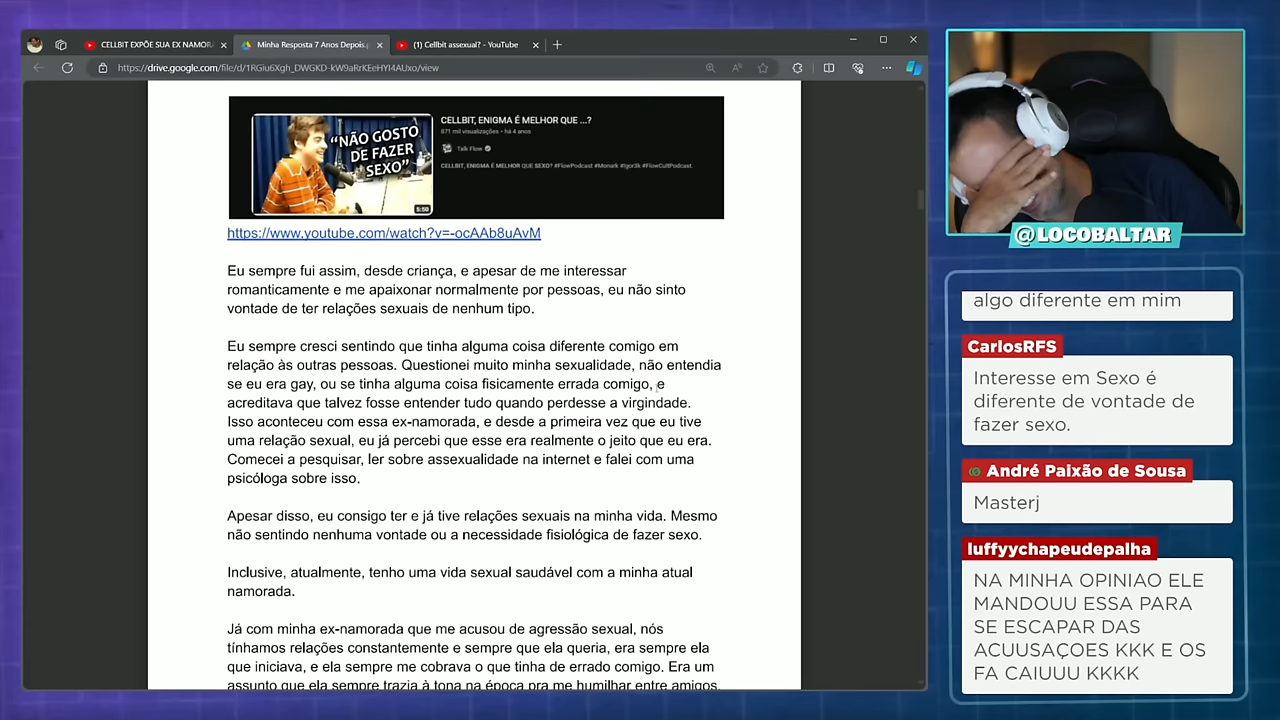 CELLBIT EXPÕE SUA EX NAMORA
Minha Resposta 7 Anos Depois.p
(1) Cellbit assexual? - YouTube
https://drive.google.com/file/d/1RGiu6Xgh_DWGKD-kW9aRrKEeHYI4AUxo/view
"NÃO GOSTO
DE FAZER
SEXO"
5:50
CELLBIT, ENIGMA É MELHOR QUE ...?
671 mil visualizações • há 4 anos
Talk Flow
CELLBIT, ENIGMA É MELHOR QUE SEXO? #FlowPodcast #Monark #Igor3k #FlowCultPodcast.
https://www.youtube.com/watch?v=-ocAAb8uAvM
Eu sempre fui assim, desde criança, e apesar de me interessar
romanticamente e me apaixonar normalmente por pessoas, eu não sinto
vontade de ter relações sexuais de nenhum tipo.
Eu sempre cresci sentindo que tinha alguma coisa diferente comigo em
relação às outras pessoas. Questionei muito minha sexualidade, não entendia
se eu era gay, ou se tinha alguma coisa fisicamente errada comigo, e
acreditava que talvez fosse entender tudo quando perdesse a virgindade.
Isso aconteceu com essa ex-namorada, e desde a primeira vez que eu tive
uma relação sexual, eu já percebi que esse era realmente o jeito que eu era.
Comecei a pesquisar, ler sobre assexualidade na internet e falei com uma
psicóloga sobre isso.
Apesar disso, eu consigo ter e já tive relações sexuais na minha vida. Mesmo
não sentindo nenhuma vontade ou a necessidade fisiológica de fazer sexo.
Inclusive, atualmente, tenho uma vida sexual saudável com a minha atual
namorada.
Já com minha ex-namorada que me acusou de agressão sexual, nós
tínhamos relações constantemente e sempre que ela queria, era sempre ela
que iniciava, e ela sempre me cobrava o que tinha de errado comigo. Era um
assunto que ela sempre trazia à tona na época pra me humilhar entre amigos,
@LOCOBALTAR
algo diferente em mim
CarlosRFS
Interesse em Sexo é
diferente de vontade de
fazer sexo.
André Paixão de Sousa
Masterj
luffyychapeudepalha
NA MINHA OPINIAO ELE
MANDOUU ESSA PARA
SE ESCAPAR DAS
ACUUSAÇOES KKK E OS
FA CAIUUU KKKK